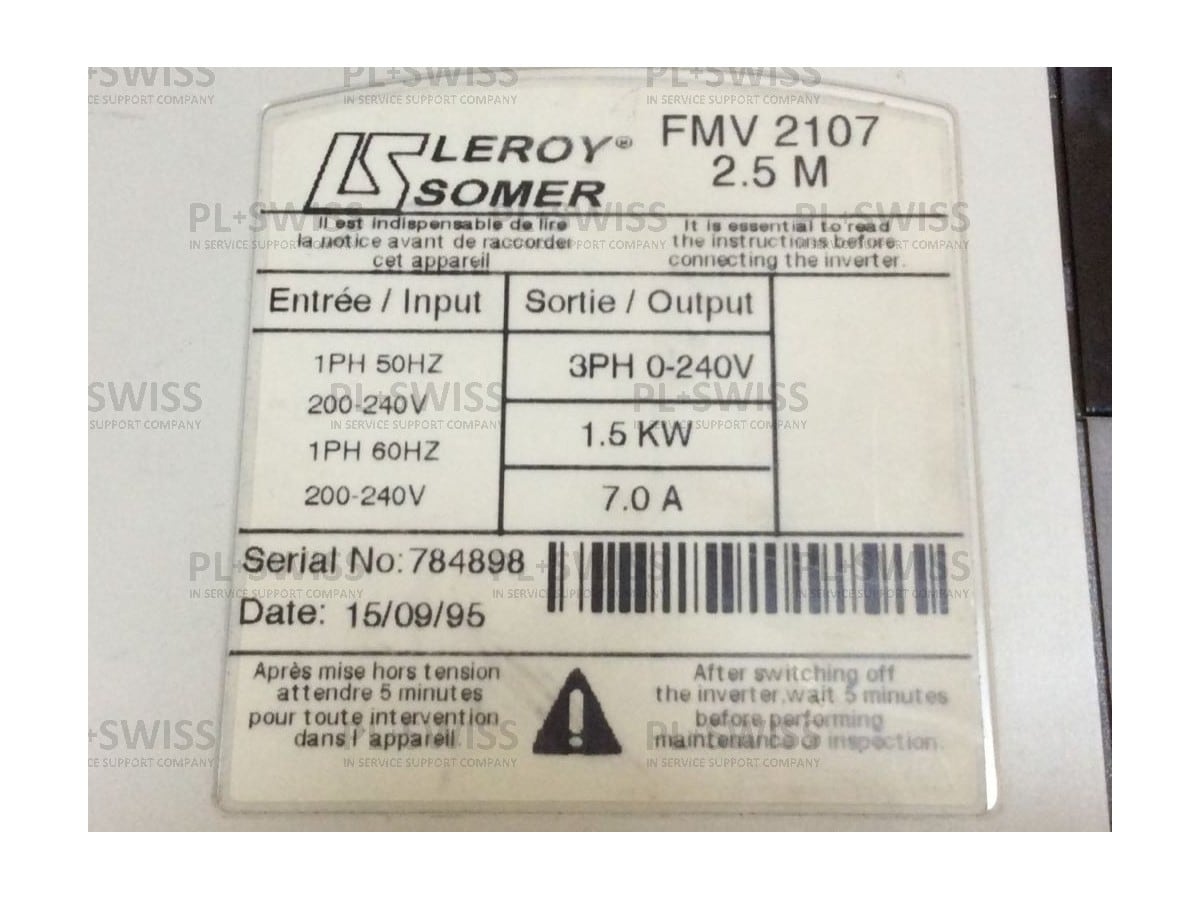 LEROY®
SOMER
FMV 2107
2.5 M
Il est indispensable de lire
la notice avant de raccorder
cet appareil
It is essential to read
the instructions before
connecting the inverter.
Entrée / Input
Sortie / Output
1PH 50HZ
200-240V
1PH 60HZ
200-240V
3PH 0-240V
1.5 KW
7.0 A
Serial No: 784898
Date: 15/09/95
Après mise hors tension
attendre 5 minutes
pour toute intervention
dans l'appareil.
After switching off
the inverter, wait 5 minutes
before performing
maintenance or inspection.
PL+SWISS
IN SERVICE SUPPORT COMPANY